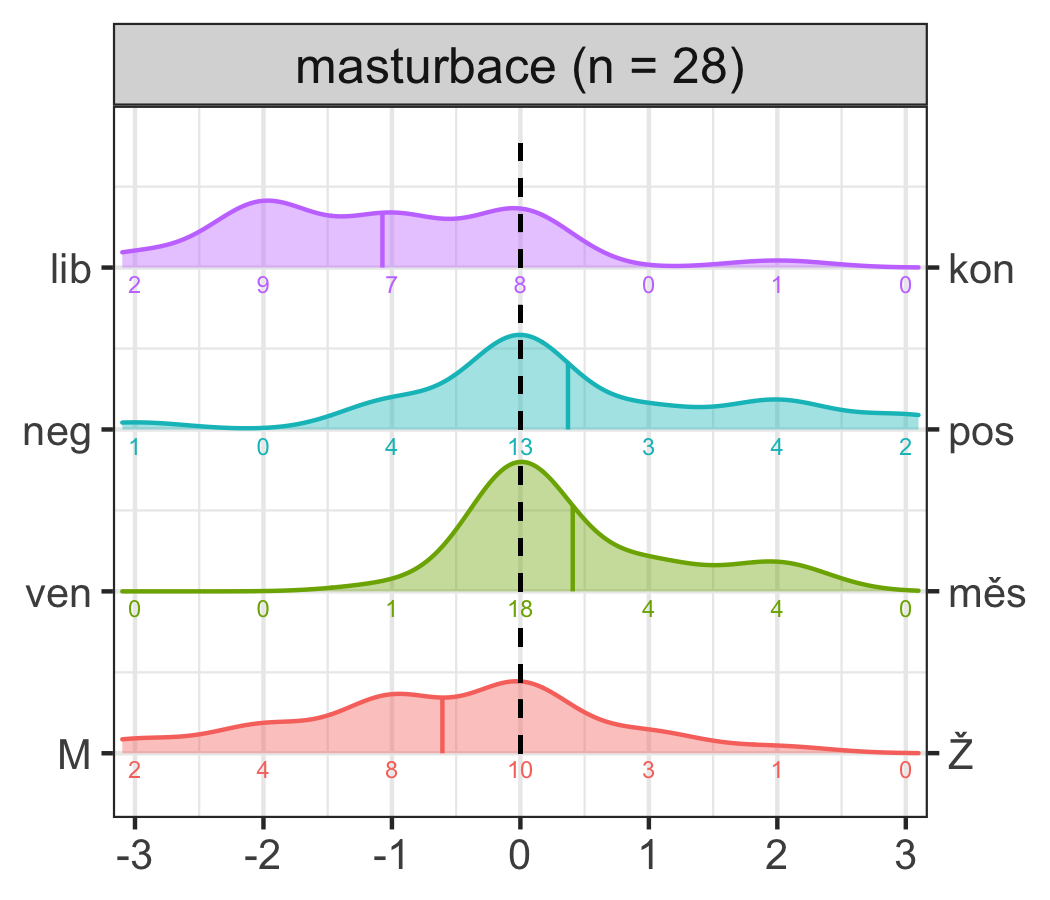 masturbace (n = 28)
lib kon
2 9 7 8 0 1 0
neg pos
1 0 4 13 3 4 2
ven měs
0 0 1 18 4 4 0
M Ž
2 4 8 10 3 1 0
-3 -2 -1 0 1 2 3